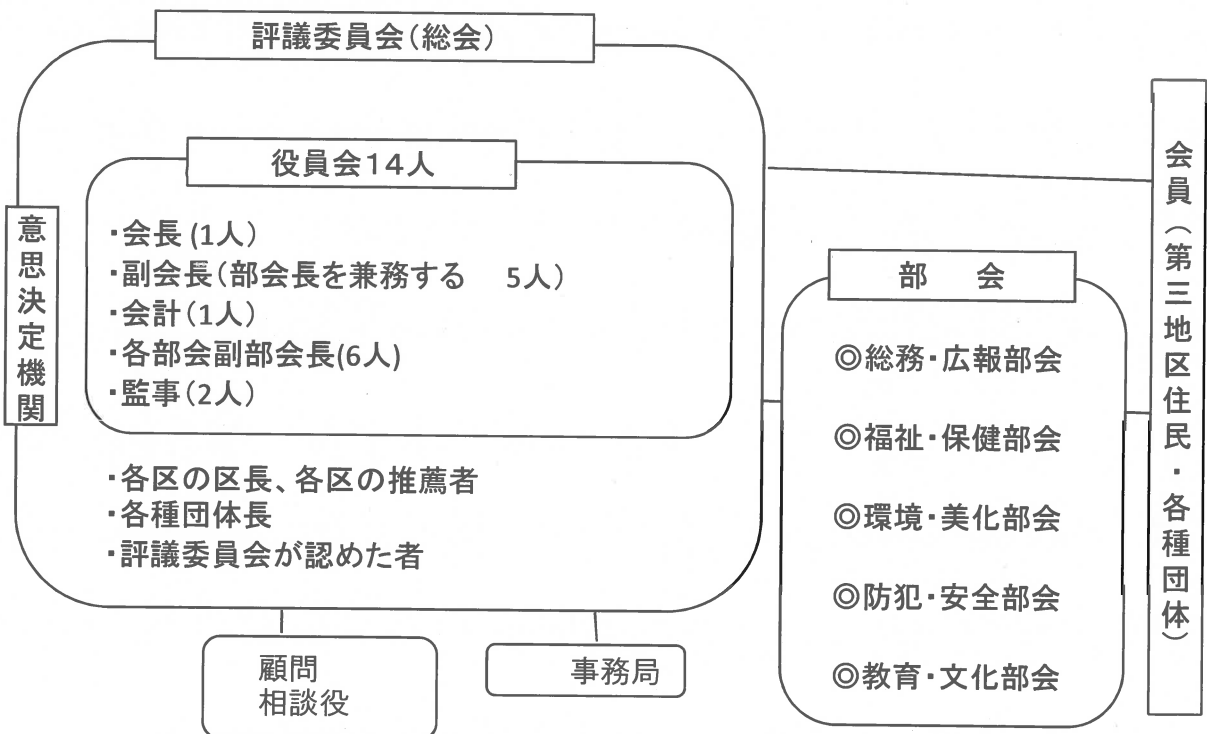 評議委員会(総会)
役員会14人
意思決定機関
・会長(1人)
・副会長(部会長を兼務する　5人)
・会計(1人)
・各部会副部会長(6人)
・監事(2人)
・各区の区長、各区の推薦者
・各種団体長
・評議委員会が認めた者
顧問
相談役
事務局
部　会
◎総務・広報部会
◎福祉・保健部会
◎環境・美化部会
◎防犯・安全部会
◎教育・文化部会
会員(第三地区住民・各種団体)